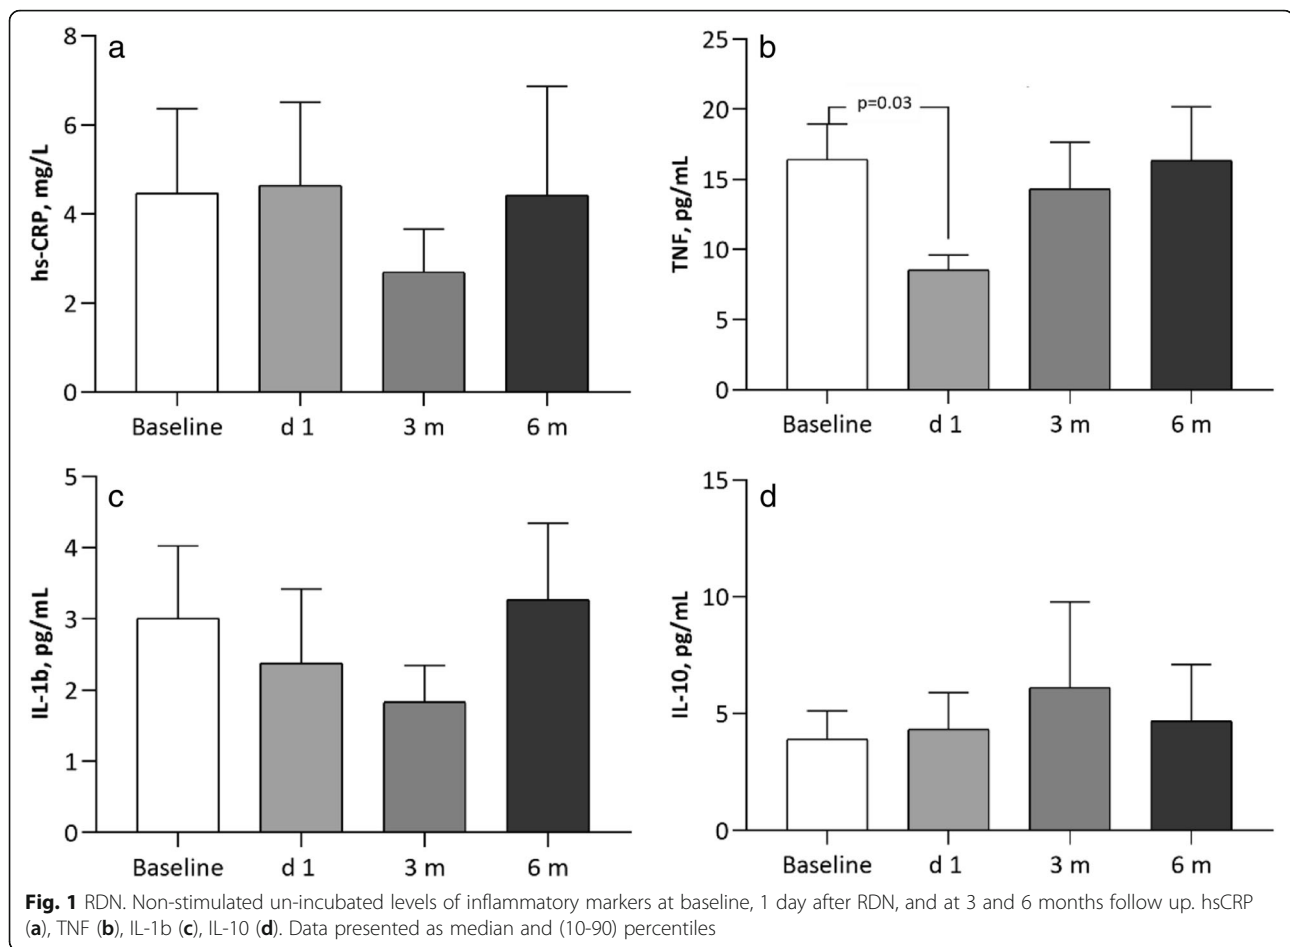 a
8
6
4
2
0
hs-CRP, mg/L
Baseline d 1 3 m 6 m
b
25
20
15
10
5
0
TNF, pg/mL
p=0.03
Baseline d 1 3 m 6 m
c
5
4
3
2
1
0
IL-1b, pg/mL
Baseline d 1 3 m 6 m
d
15
10
5
0
IL-10, pg/mL
Baseline d 1 3 m 6 m
Fig. 1 RDN. Non-stimulated un-incubated levels of inflammatory markers at baseline, 1 day after RDN, and at 3 and 6 months follow up. hsCRP
(a), TNF (b), IL-1b (c), IL-10 (d). Data presented as median and (10-90) percentiles